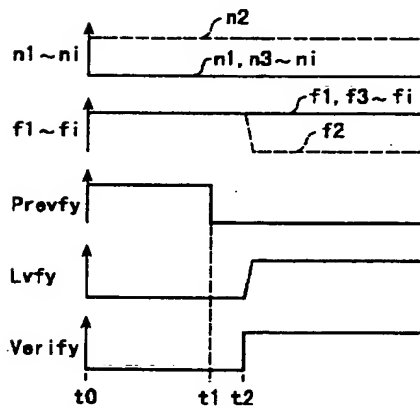 n2
n1~ni
n1, n3~ni
f1, f3~fi
f1~fi
f2
Prevfy
Lvfy
Verify
t0
t1 t2